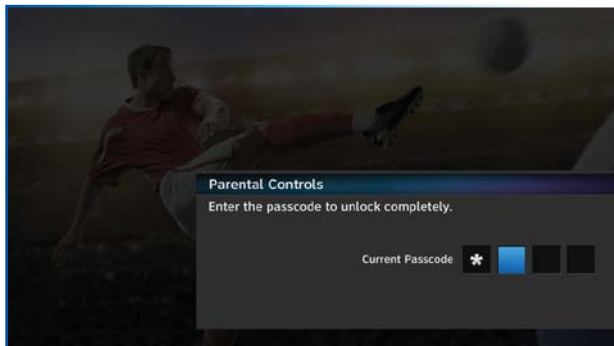 Parental Controls
Enter the passcode to unlock completely.
Current Passcode *